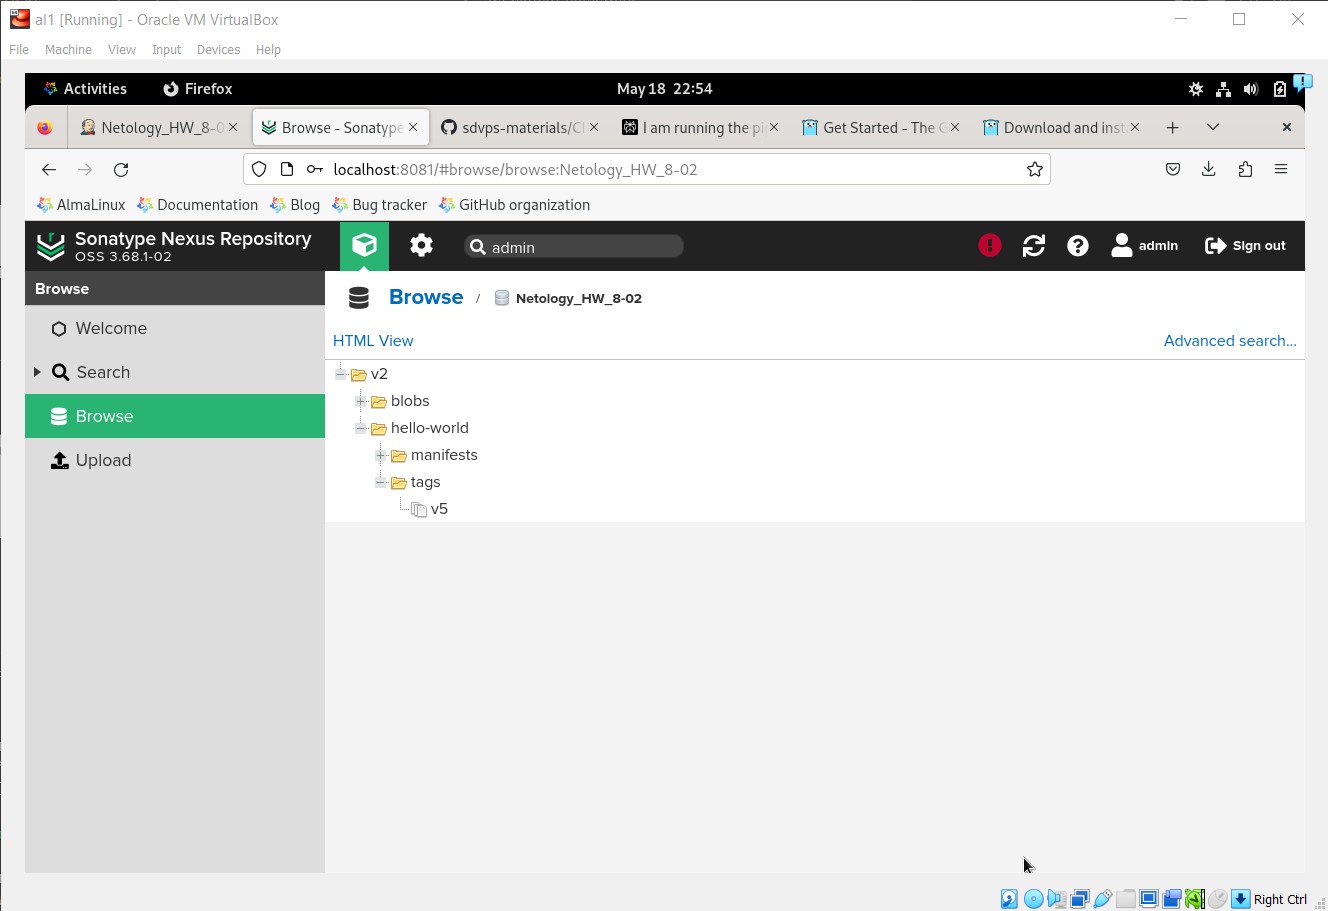 al1 [Running] - Oracle VM VirtualBox
File Machine View Input Devices Help
Activities Firefox May 18 22:54
Netology_HW_8-0 Browse - Sonatype sdvps-materials/CI I am running the pi Get Started - The G Download and inst
localhost:8081/#browse/browse:Netology_HW_8-02
AlmaLinux Documentation Blog Bug tracker GitHub organization
Sonatype Nexus Repository
OSS 3.68.1-02
admin
admin Sign out
Browse
Browse / Netology_HW_8-02
Welcome
HTML View Advanced search...
Search
Browse
Upload
v2
blobs
hello-world
manifests
tags
v5
Right Ctrl